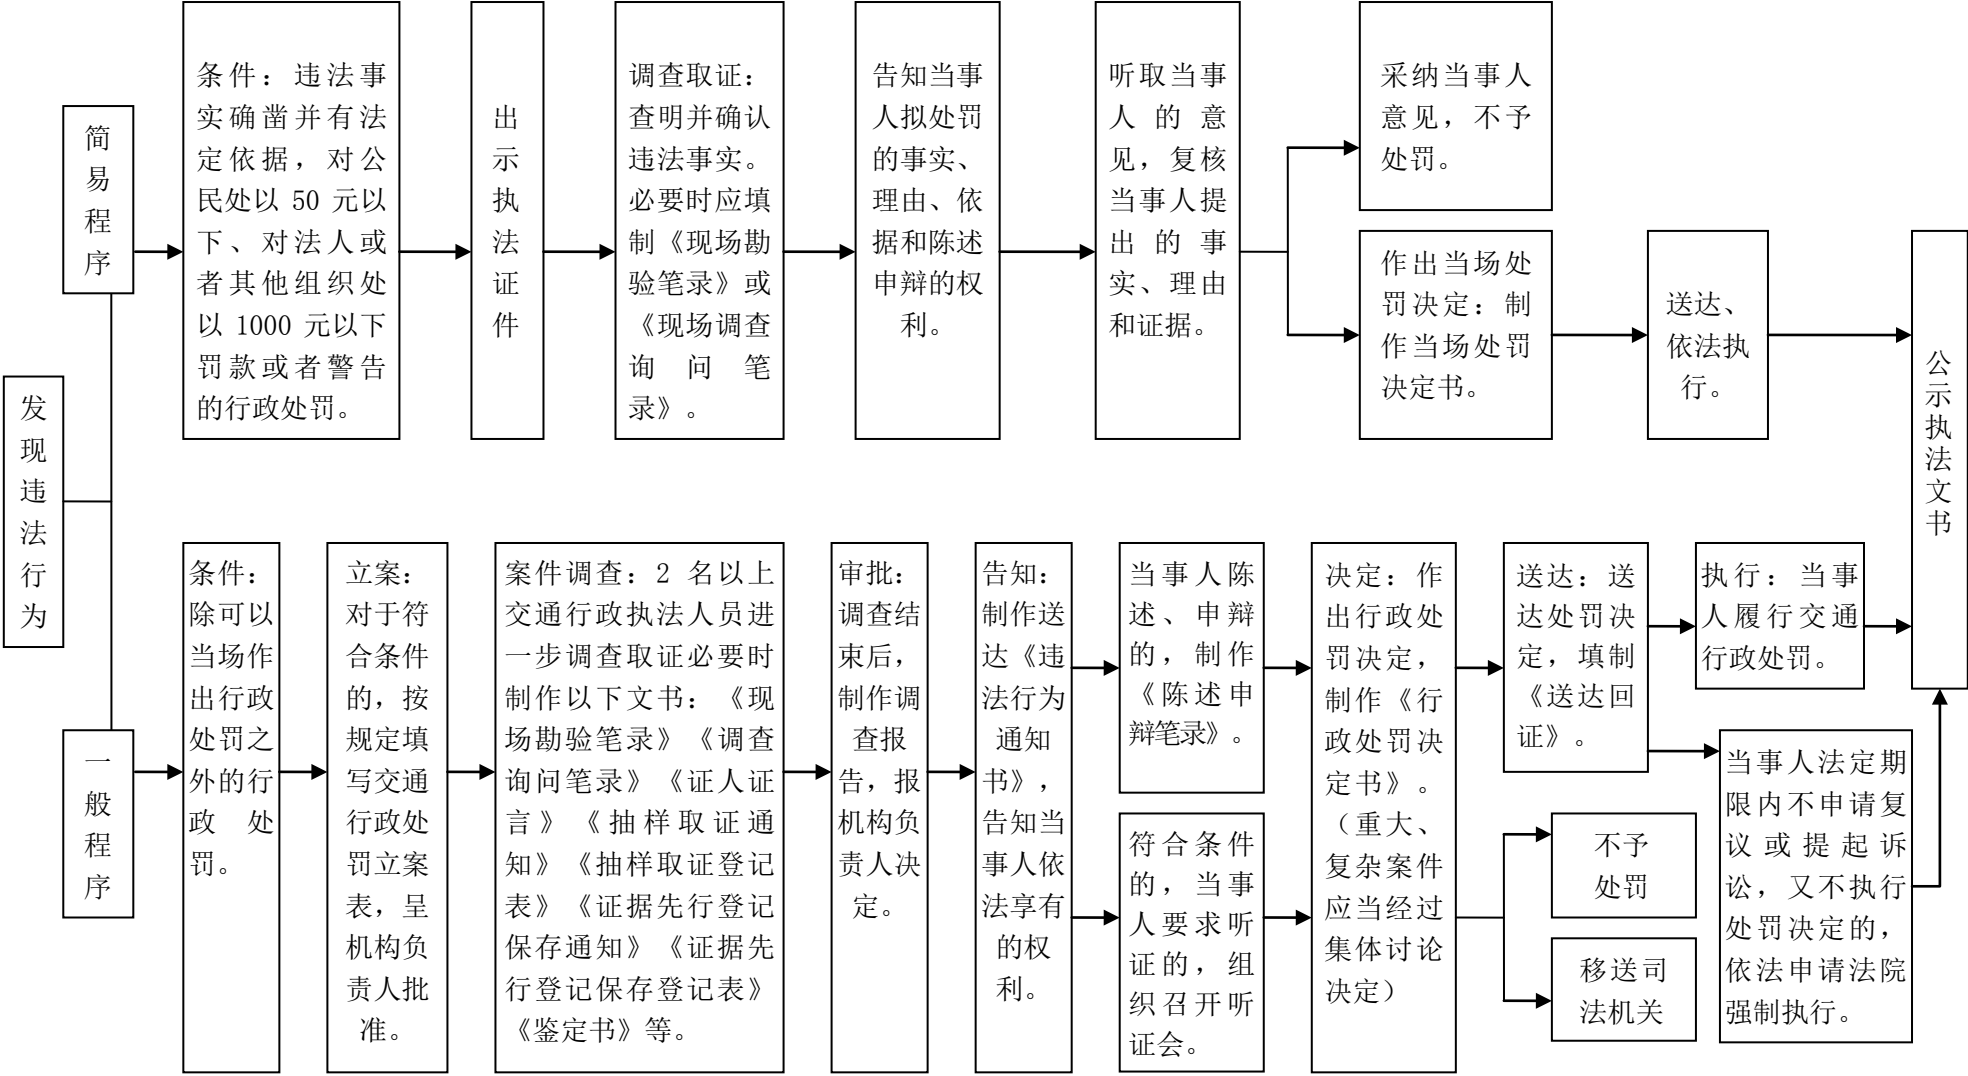 发现违法行为
简易程序
条件：违法事
实确凿并有法
定依据，对公
民处以 50 元以
下、对法人或
者其他组织处
以 1000 元以下
罚款或者警告
的行政处罚。
出示执法证件
调查取证：
查明并确认
违法事实。
必要时应填
制《现场勘
验笔录》或
《现场调查
询问笔
录》。
告知当事
人拟处罚
的事实、
理由、依
据和陈述
申辩的权
利。
听取当事
人的意
见，复核
当事人提
出的事
实、理由
和证据。
采纳当事人
意见，不予
处罚。
作出当场处
罚决定：制
作当场处罚
决定书。
送达、
依法执
行。
公示执法文书
一般程序
条件：
除可以
当场作
出行政
处罚之
外的行
政处
罚。
立案：
对于符
合条件
的，按
规定填
写交通
行政处
罚立案
表，呈
机构负
责人批
准。
案件调查：2 名以上
交通行政执法人员进
一步调查取证必要时
制作以下文书：《现
场勘验笔录》《调查
询问笔录》《证人证
言》《抽样取证通
知》《抽样取证登记
表》《证据先行登记
保存通知》《证据先
行登记保存登记表》
《鉴定书》等。
审批：
调查结
束后，
制作调
查报
告，报
机构负
责人决
定。
告知：
制作送
达《违
法行为
通知
书》，
告知当
事人依
法享有
的权
利。
当事人陈
述、申辩
的，制作
《陈述申
辩笔录》。
符合条件
的，当事
人要求听
证的，组
织召开听
证会。
决定：作
出行政处
罚决定，
制作《行
政处罚决
定书》。
（重大、
复杂案件
应当经过
集体讨论
决定）
送达：送
达处罚决
定，填制
《送达回
证》。
不予
处罚
移送司
法机关
执行：当事
人履行交通
行政处罚。
当事人法定期
限内不申请复
议或提起诉
讼，又不执行
处罚决定的，
依法申请法院
强制执行。